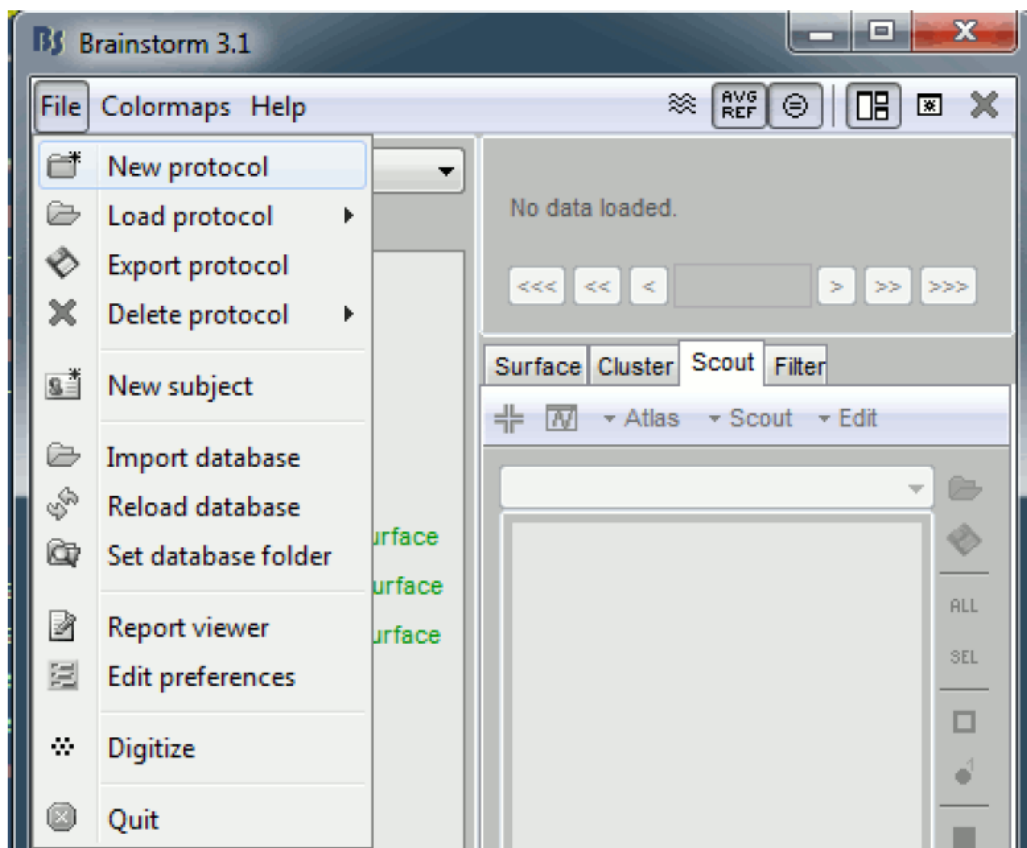 Brainstorm 3.1
File Colormaps Help
AVG REF
New protocol
Load protocol
Export protocol
Delete protocol
New subject
Import database
Reload database
Set database folder
Report viewer
Edit preferences
Digitize
Quit
urface
urface
urface
No data loaded.
<<< << < > >> >>>
Surface Cluster Scout Filter
Atlas Scout Edit
ALL
SEL